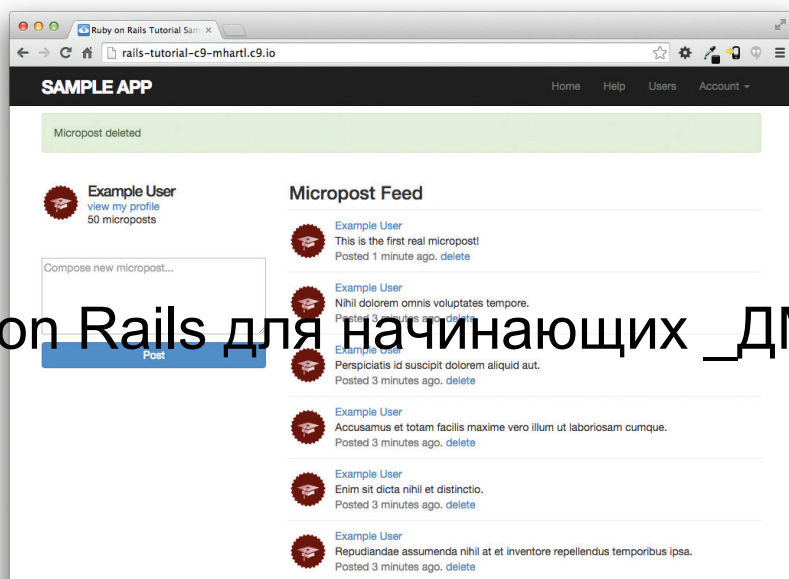 Ruby on Rails Tutorial Sam
rails-tutorial-c9-mhartl.c9.io
SAMPLE APP
Home Help Users Account
Micropost deleted
Example User
view my profile
50 microposts
Compose new micropost...
Post
Micropost Feed
Example User
This is the first real micropost!
Posted 1 minute ago. delete
Example User
Nihil dolorem omnis voluptates tempore.
Posted 3 minutes ago. delete
on Rails для начинающих _ДМ
Example User
Perspiciatis id suscipit dolorem aliquid aut.
Posted 3 minutes ago. delete
Example User
Accusamus et totam facilis maxime vero illum ut laboriosam cumque.
Posted 3 minutes ago. delete
Example User
Enim sit dicta nihil et distinctio.
Posted 3 minutes ago. delete
Example User
Repudiandae assumenda nihil at et inventore repellendus temporibus ipsa.
Posted 3 minutes ago. delete